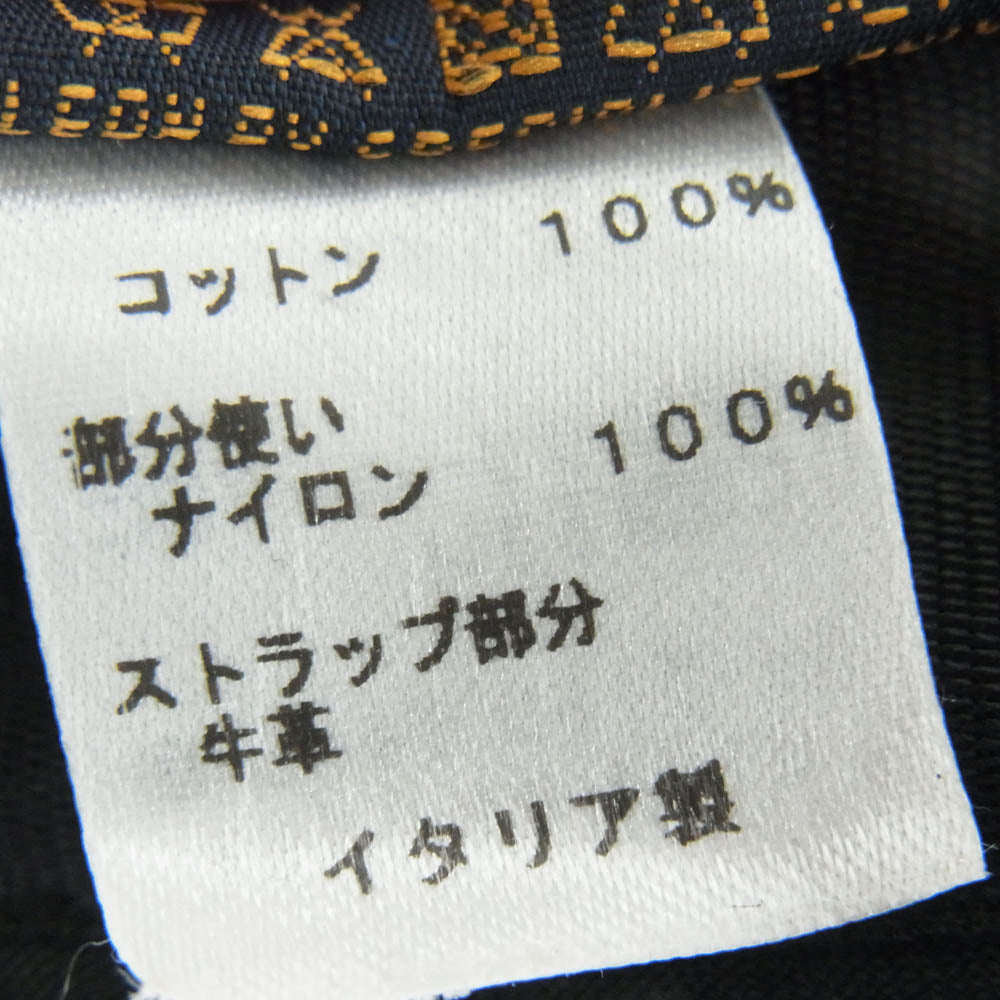 コットン １００％
部分使い
ナイロン １００％
ストラップ部分
牛革
イタリア製